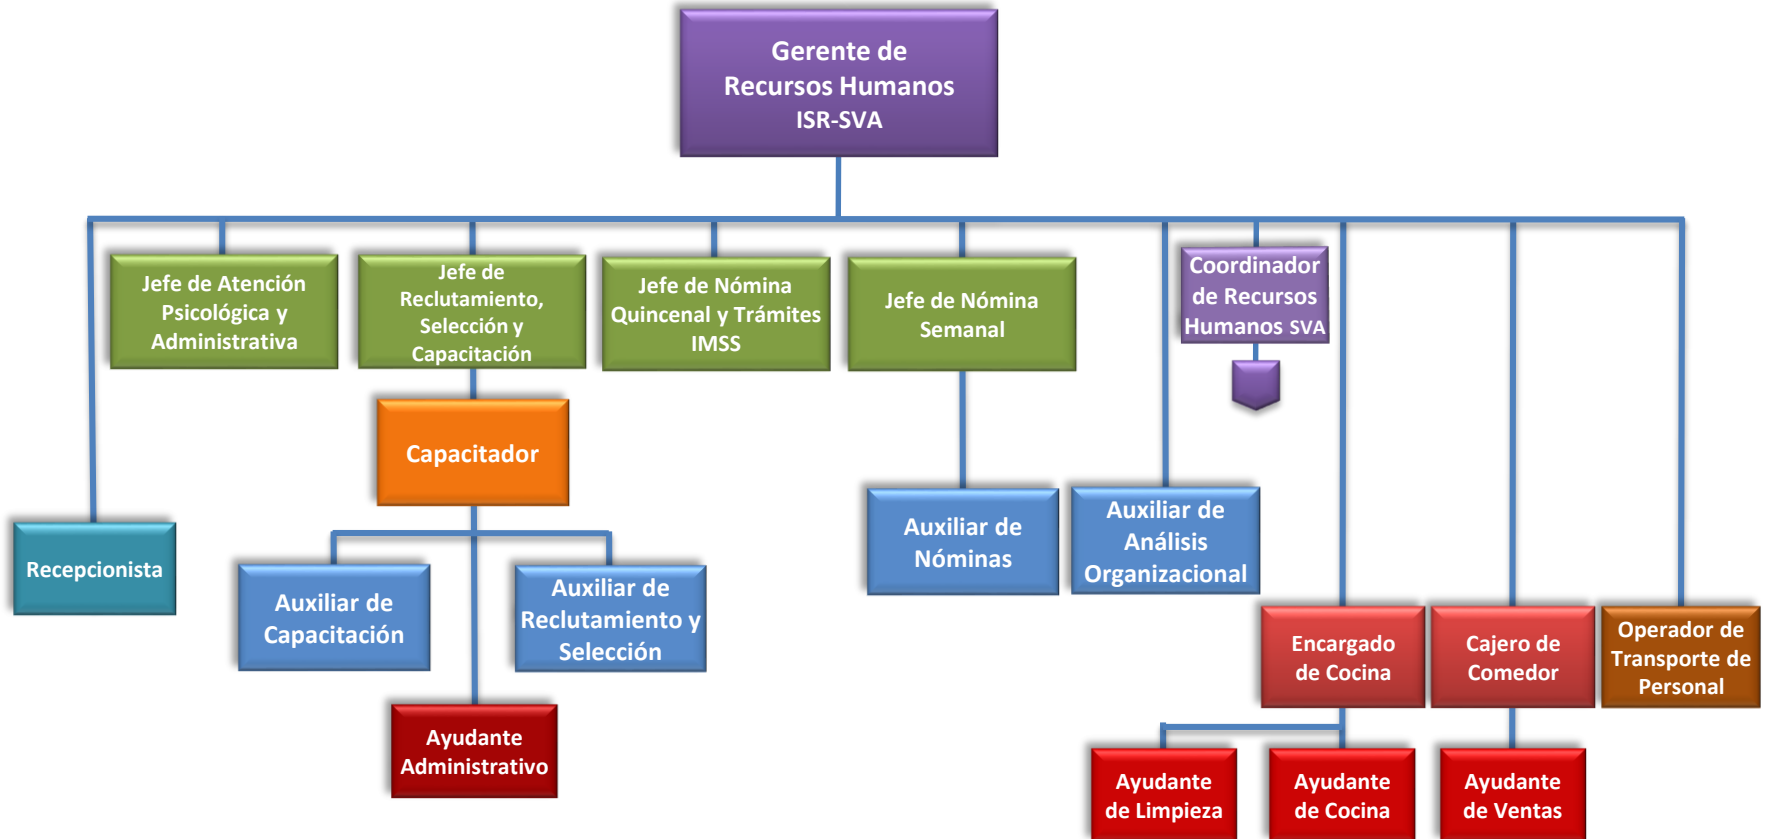 Gerente de
Recursos Humanos
ISR-SVA
Jefe de Atención
Psicológica y
Administrativa
Jefe de
Reclutamiento,
Selección y
Capacitación
Jefe de Nómina
Quincenal y Trámites
IMSS
Jefe de Nómina
Semanal
Coordinador
de Recursos
Humanos SVA
Capacitador
Recepcionista
Auxiliar de
Capacitación
Auxiliar de
Reclutamiento y
Selección
Auxiliar de
Nóminas
Auxiliar de
Análisis
Organizacional
Encargado
de Cocina
Cajero de
Comedor
Operador de
Transporte de
Personal
Ayudante
Administrativo
Ayudante
de Limpieza
Ayudante
de Cocina
Ayudante
de Ventas